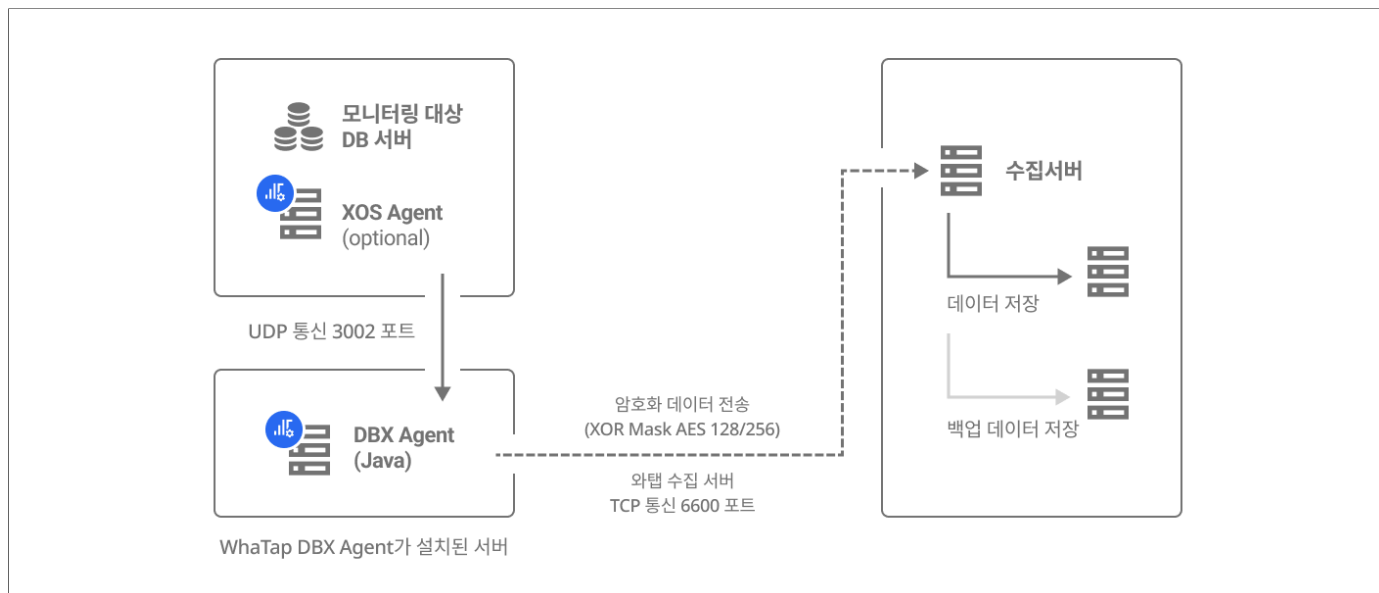 모니터링 대상
DB 서버
XOS Agent
(optional)
UDP 통신 3002 포트
DBX Agent
(Java)
WhaTap DBX Agent가 설치된 서버
암호화 데이터 전송
(XOR Mask AES 128/256)
와탭 수집 서버
TCP 통신 6600 포트
수집서버
데이터 저장
백업 데이터 저장